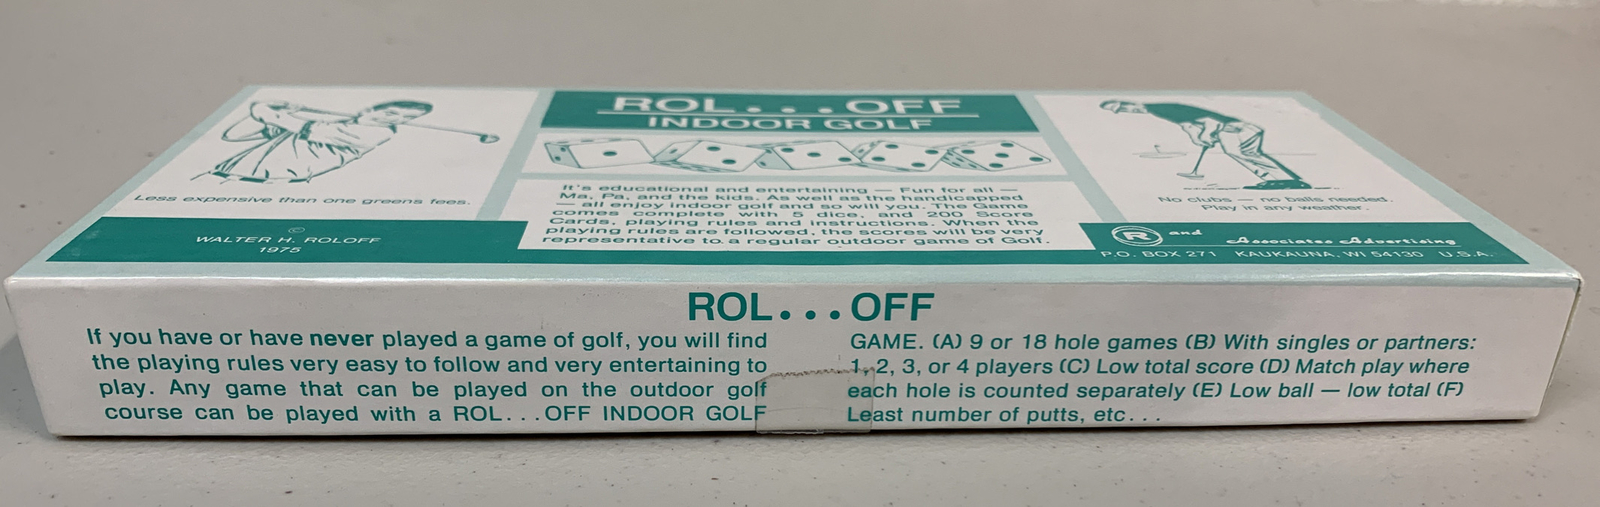 ROL...OFF
INDOOR GOLF
Less expensive than one greens fees.
It's educational and entertaining — Fun for all —
Ma, Pa, and the kids. As well as the handicapped
— all enjoy indoor golf and so will you. The Game
comes complete with 5 dice, and 200 Score
Cards, playing rules and instructions. When the
playing rules are followed, the scores will be very
representative to a regular outdoor game of Golf.
No clubs — no balls needed.
Play in any weather.
©
WALTER H. ROLOFF
1975
R and
Associates Advertising
P.O. BOX 271 KAUKAUNA, WI 54130 U.S.A.
ROL...OFF
If you have or have never played a game of golf, you will find
the playing rules very easy to follow and very entertaining to
play. Any game that can be played on the outdoor golf
course can be played with a ROL...OFF INDOOR GOLF
GAME. (A) 9 or 18 hole games (B) With singles or partners:
1, 2, 3, or 4 players (C) Low total score (D) Match play where
each hole is counted separately (E) Low ball — low total (F)
Least number of putts, etc...